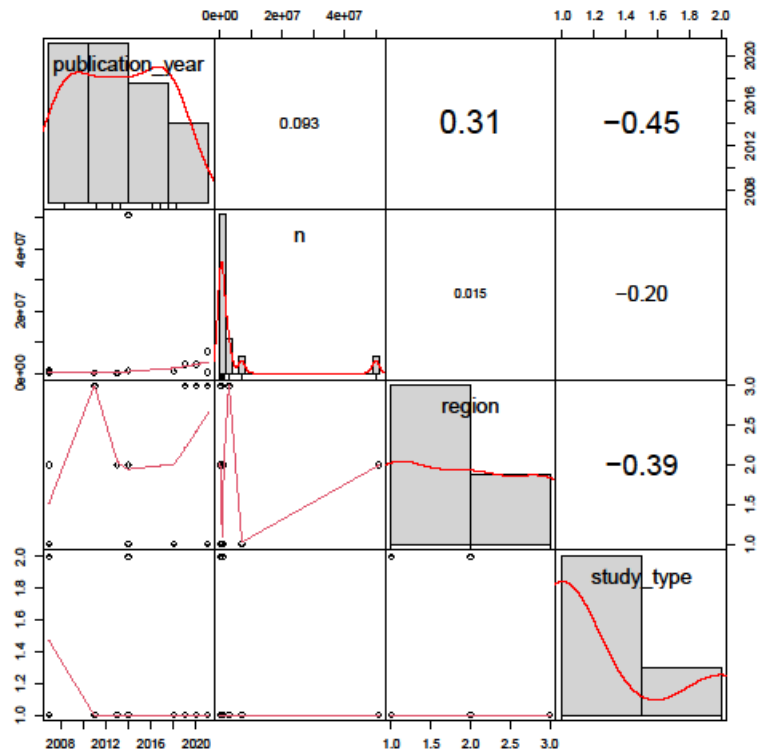 0e+00 2e+07 4e+07 1.0 1.2 1.4 1.6 1.8 2.0
publication_year
0.093
0.31
−0.45
2008 2012 2016 2020
n
0.015
−0.20
0e+00 2e+07 4e+07
region
−0.39
1.0 1.5 2.0 2.5 3.0
study_type
1.0 1.2 1.4 1.6 1.8 2.0
2008 2012 2016 2020 1.0 1.5 2.0 2.5 3.0